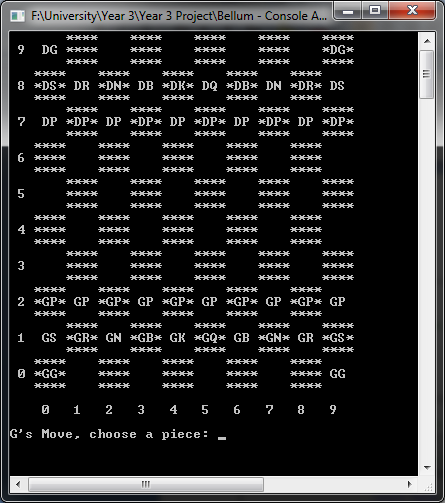 F:\University\Year 3\Year 3 Project\Bellum - Console A...
**** **** **** **** ****
9 DG **** **** **** **** *DG*
**** **** **** **** ****
**** **** **** **** ****
8 *DS* DR *DN* DB *DK* DQ *DB* DN *DR* DS
**** **** **** **** ****
**** **** **** **** ****
7 DP *DP* DP *DP* DP *DP* DP *DP* DP *DP*
**** **** **** **** ****
**** **** **** **** ****
6 **** **** **** **** ****
**** **** **** **** ****
**** **** **** **** ****
5 **** **** **** **** ****
**** **** **** **** ****
**** **** **** **** ****
4 **** **** **** **** ****
**** **** **** **** ****
**** **** **** **** ****
3 **** **** **** **** ****
**** **** **** **** ****
**** **** **** **** ****
2 *GP* GP *GP* GP *GP* GP *GP* GP *GP* GP
**** **** **** **** ****
**** **** **** **** ****
1 GS *GR* GN *GB* GK *GQ* GB *GN* GR *GS*
**** **** **** **** ****
**** **** **** **** ****
0 *GG* **** **** **** **** GG
**** **** **** **** ****
0 1 2 3 4 5 6 7 8 9
G's Move, choose a piece: _